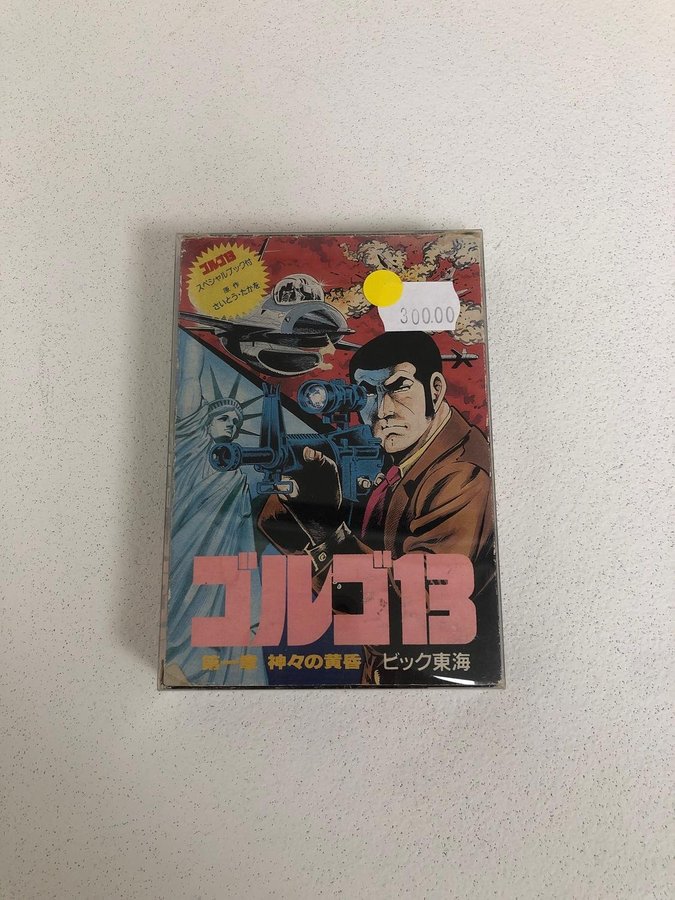 ゴルゴ13
スペシャルブック付
原作
さいとう・たかを
300.00
ゴルゴ13
第一章 神々の黄昏 ビック東海